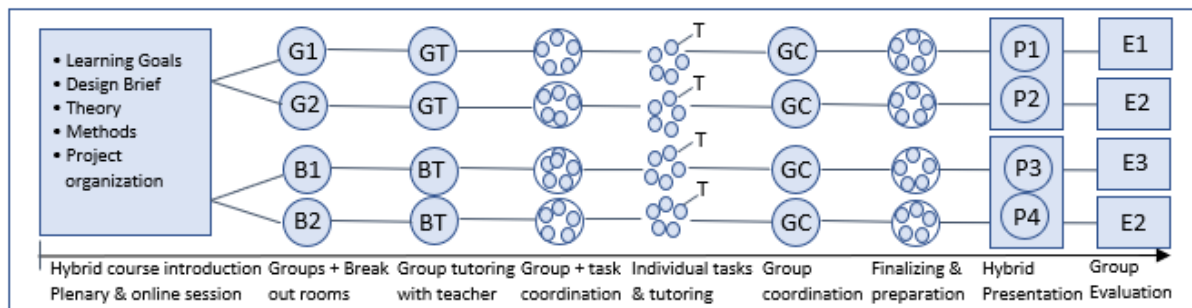 • Learning Goals
• Design Brief
• Theory
• Methods
• Project
organization
G1
GT
T
GC
P1
E1
G2
GT
T
GC
P2
E2
B1
BT
T
GC
P3
E3
B2
BT
T
GC
P4
E2
Hybrid course introduction
Plenary & online session
Groups + Break
out rooms
Group tutoring
with teacher
Group + task
coordination
Individual tasks
& tutoring
Group
coordination
Finalizing &
preparation
Hybrid
Presentation
Group
Evaluation